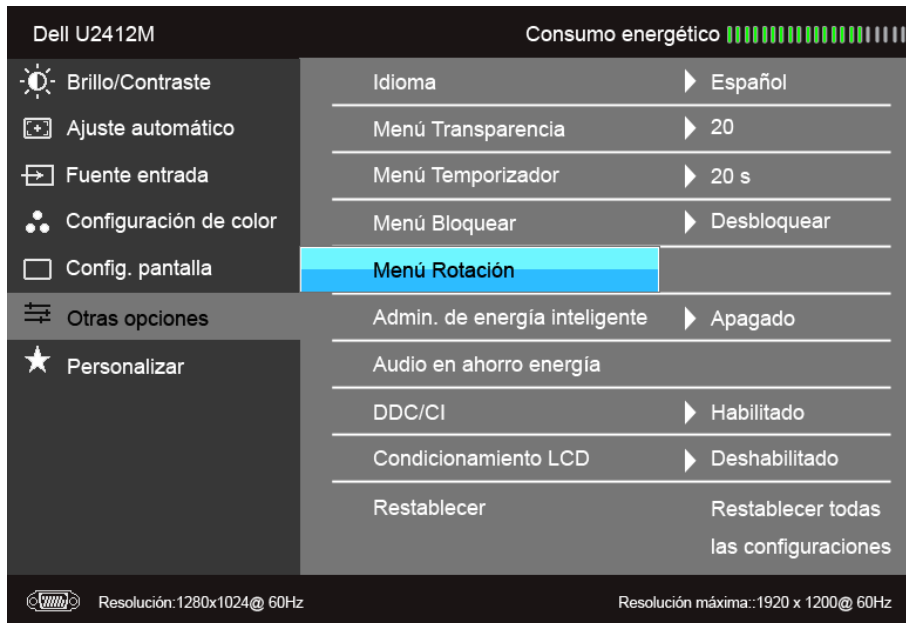 Dell U2412M Consumo energético
Brillo/Contraste
Ajuste automático
Fuente entrada
Configuración de color
Config. pantalla
Otras opciones
Personalizar
Idioma Español
Menú Transparencia 20
Menú Temporizador 20 s
Menú Bloquear Desbloquear
Menú Rotación
Admin. de energía inteligente Apagado
Audio en ahorro energía
DDC/CI Habilitado
Condicionamiento LCD Deshabilitado
Restablecer Restablecer todas
las configuraciones
Resolución:1280x1024@ 60Hz Resolución máxima::1920 x 1200@ 60Hz